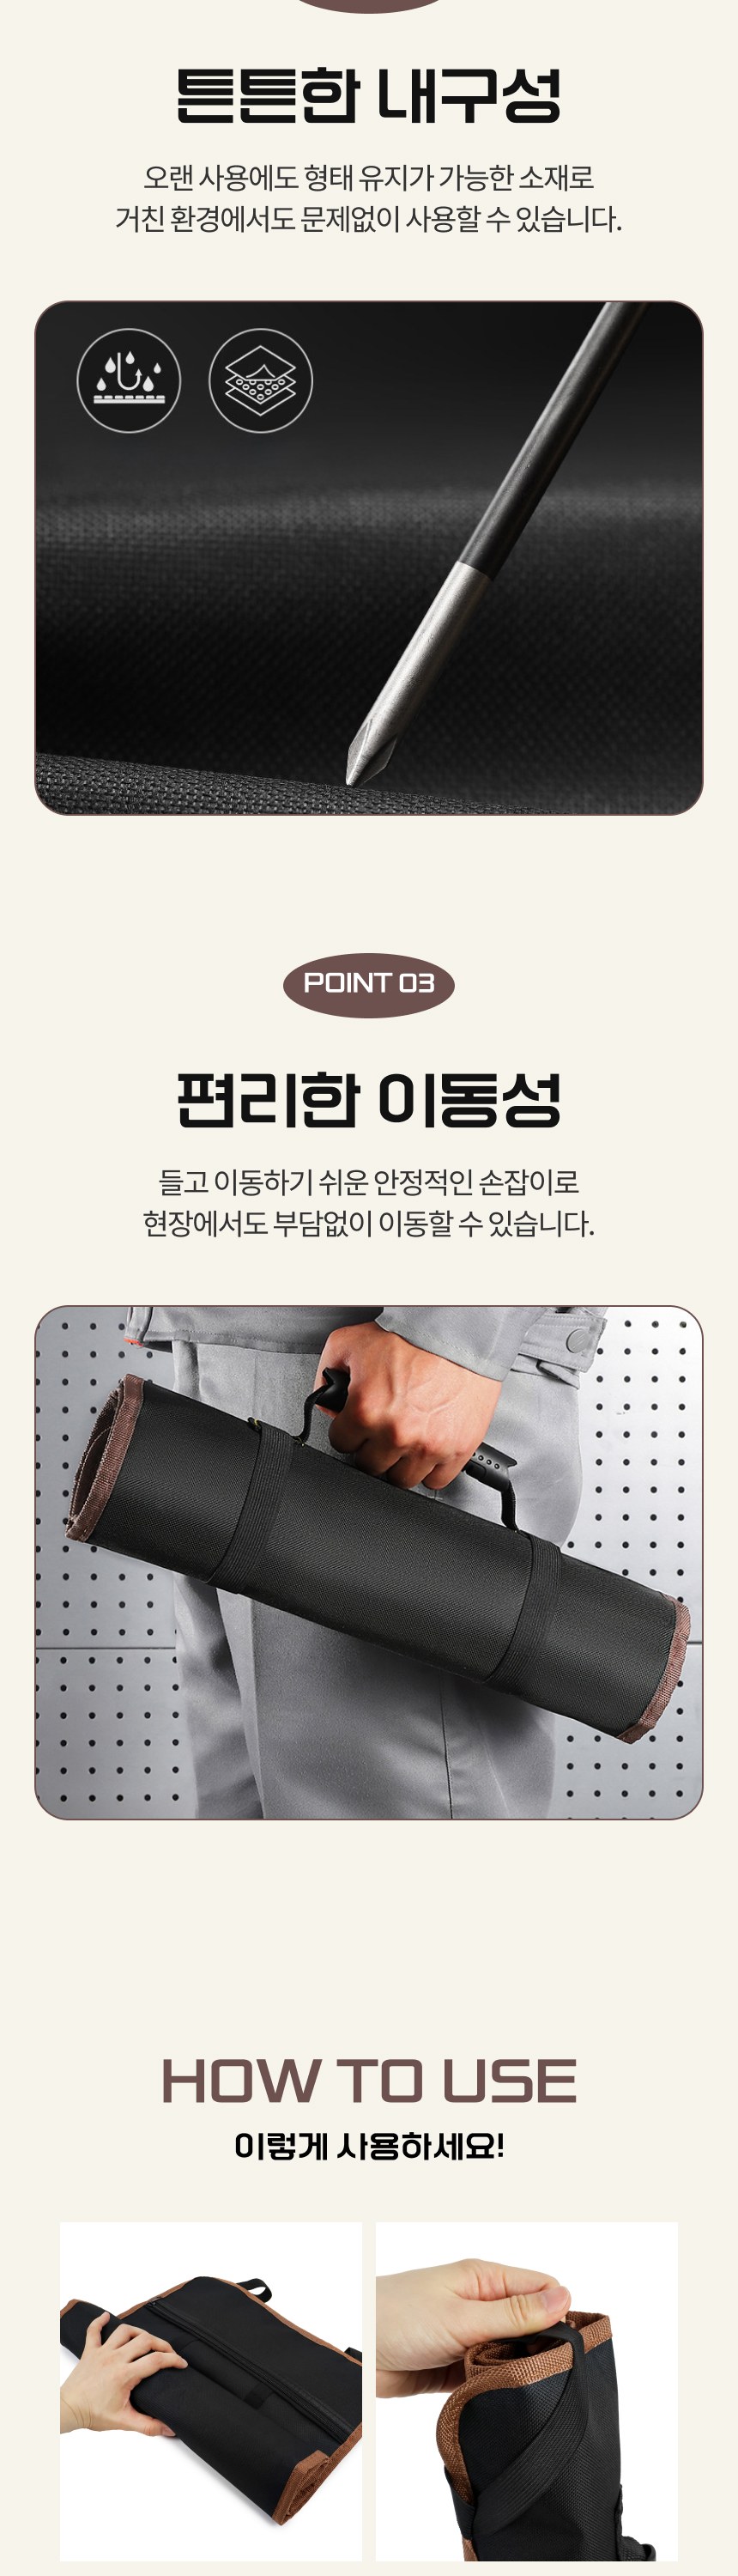 튼튼한 내구성
오랜 사용에도 형태 유지가 가능한 소재로
거친 환경에서도 문제없이 사용할 수 있습니다.
POINT 03
편리한 이동성
들고 이동하기 쉬운 안정적인 손잡이로
현장에서도 부담없이 이동할 수 있습니다.
HOW TO USE
이렇게 사용하세요!